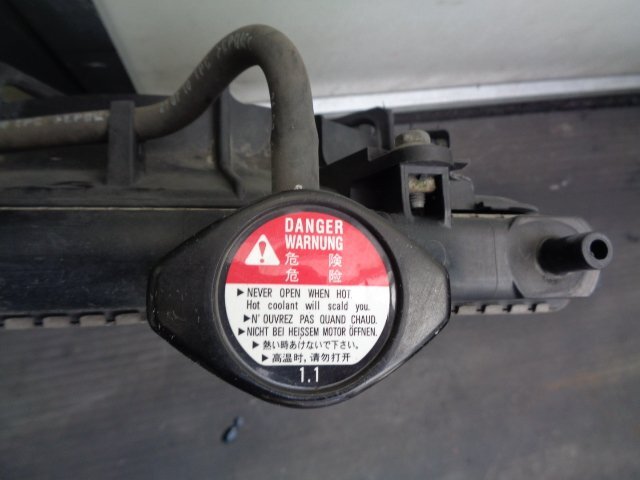 DANGER
WARNUNG
危険
危险
▶NEVER OPEN WHEN HOT.
Hot coolant will scald you.
▶N'OUVREZ PAS QUAND CHAUD.
▶NICHT BEI HEISSEM MOTOR ÖFFNEN.
▶熱い時あけないで下さい。
▶高温时,请勿打开
1.1